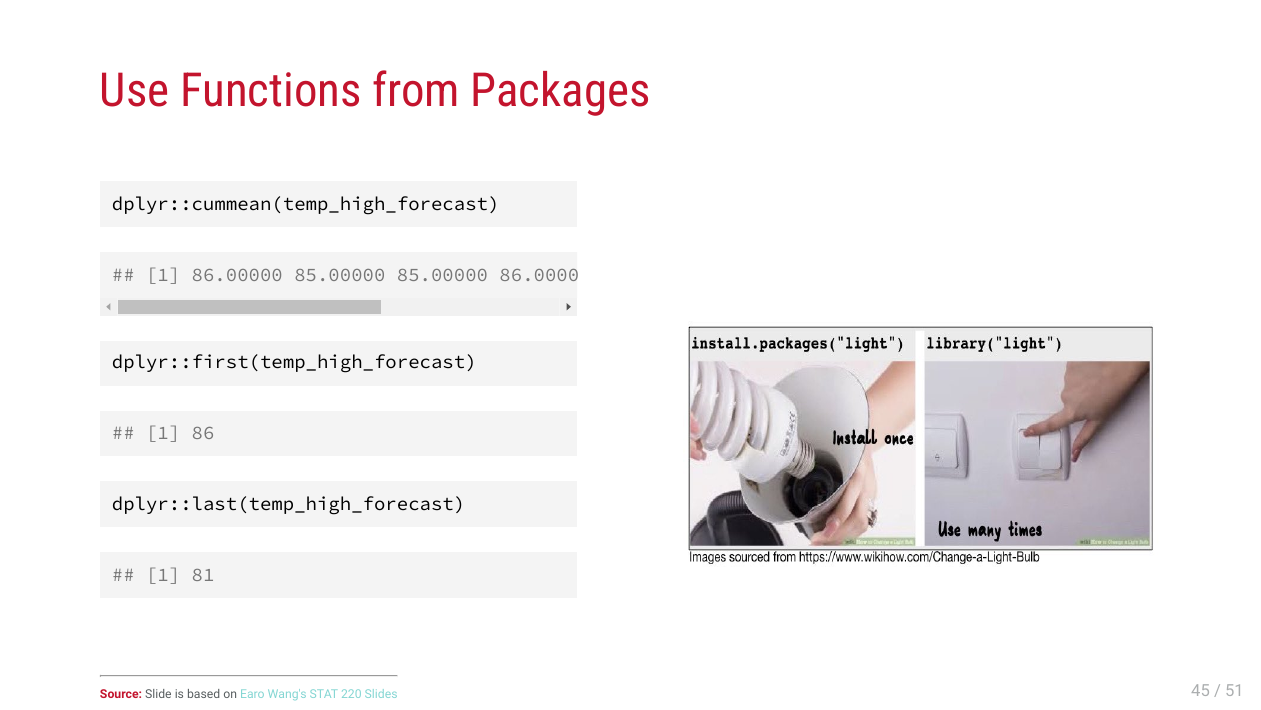 Use Functions from Packages
dplyr::cummean(temp_high_forecast)
## [1] 86.00000 85.00000 85.00000 86.0000
dplyr::first(temp_high_forecast)
## [1] 86
dplyr::last(temp_high_forecast)
## [1] 81
install.packages("light")
library("light")
Install once
Use many times
Images sourced from https://www.wikihow.com/Change-a-Light-Bulb
Source: Slide is based on Earo Wang's STAT 220 Slides
45 / 51